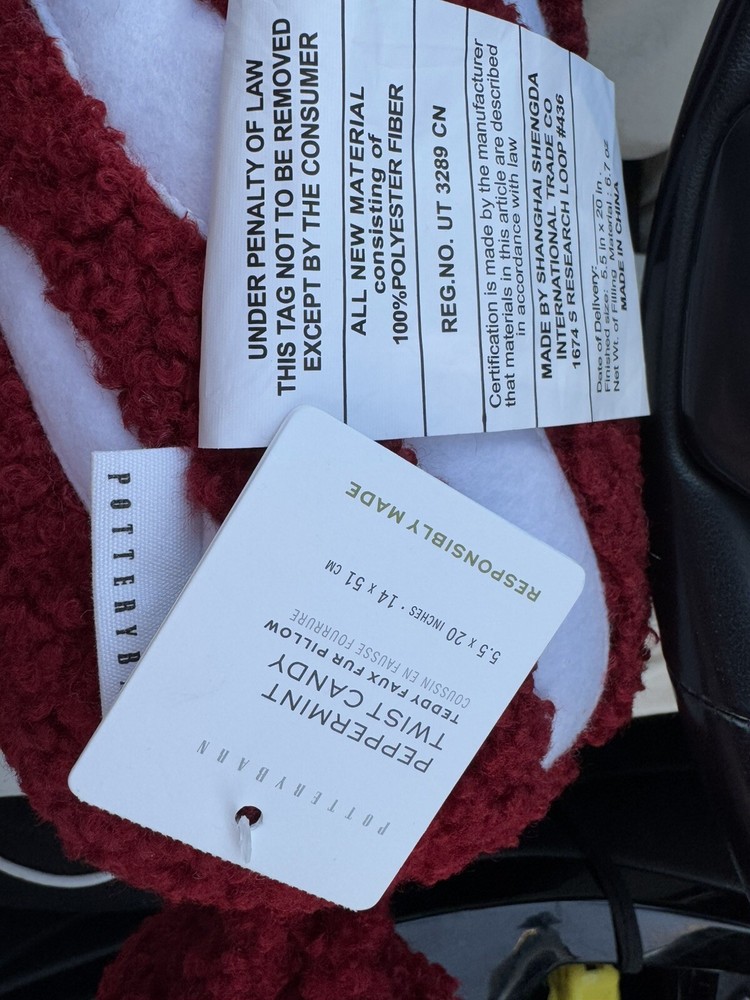 UNDER PENALTY OF LAW
THIS TAG NOT TO BE REMOVED
EXCEPT BY THE CONSUMER
ALL NEW MATERIAL
consisting of
100%POLYESTER FIBER
REG.NO. UT 3289 CN
Certification is made by the manufacturer
that materials in this article are described
in accordance with law
MADE BY SHANGHAI SHENGDA
INTERNATIONAL TRADE CO
1674 S RESEARCH LOOP #436
Date of Delivery:
Finished size: 5.5 in x 20 in.
Net Wt. of Filling Material : 6.7 oz
MADE IN CHINA
POTTERY BA
POTTERYBARN
PEPPERMINT
TWIST CANDY
TEDDY FAUX FUR PILLOW
COUSSIN EN FAUSSE FOURRURE
5.5 X 20 INCHES • 14 X 51 CM
RESPONSIBLY MADE